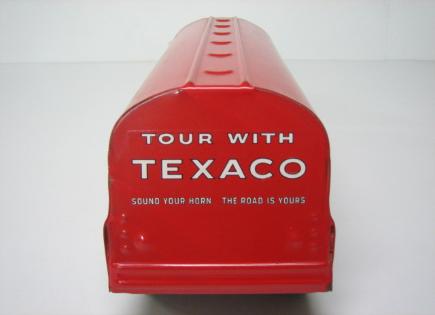 TOUR WITH
TEXACO
SOUND YOUR HORN THE ROAD IS YOURS